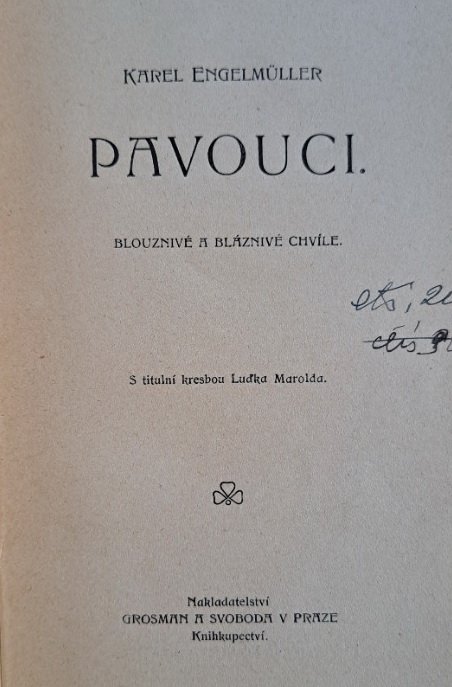 KAREL ENGELMÜLLER
PAVOUCI.
BLOUZNIVÉ A BLÁZNIVÉ CHVÍLE.
S titulní kresbou Luďka Marolda.
Nakladatelství
GROSMAN A SVOBODA V PRAZE
Knihkupectví.